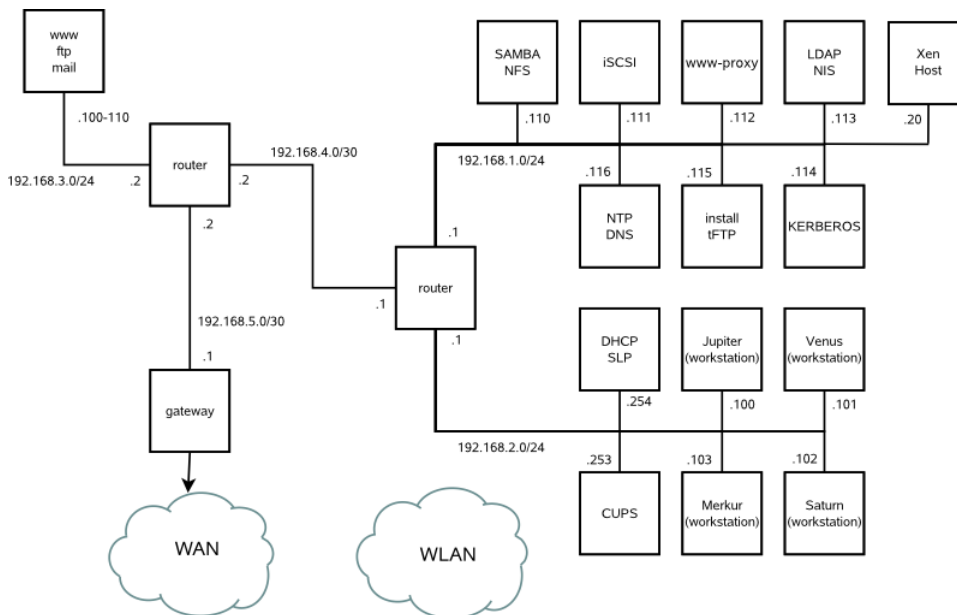 www
ftp
mail
SAMBA
NFS
iSCSI
www-proxy
LDAP
NIS
Xen
Host
.100-110
.110
.111
.112
.113
.20
router
192.168.4.0/30
192.168.1.0/24
192.168.3.0/24
.2
.2
.2
.116
.115
.114
NTP
DNS
install
tFTP
KERBEROS
.1
router
.1
.1
192.168.5.0/30
.1
gateway
DHCP
SLP
Jupiter
(workstation)
Venus
(workstation)
.254
.100
.101
192.168.2.0/24
.253
.103
.102
CUPS
Merkur
(workstation)
Saturn
(workstation)
WAN
WLAN